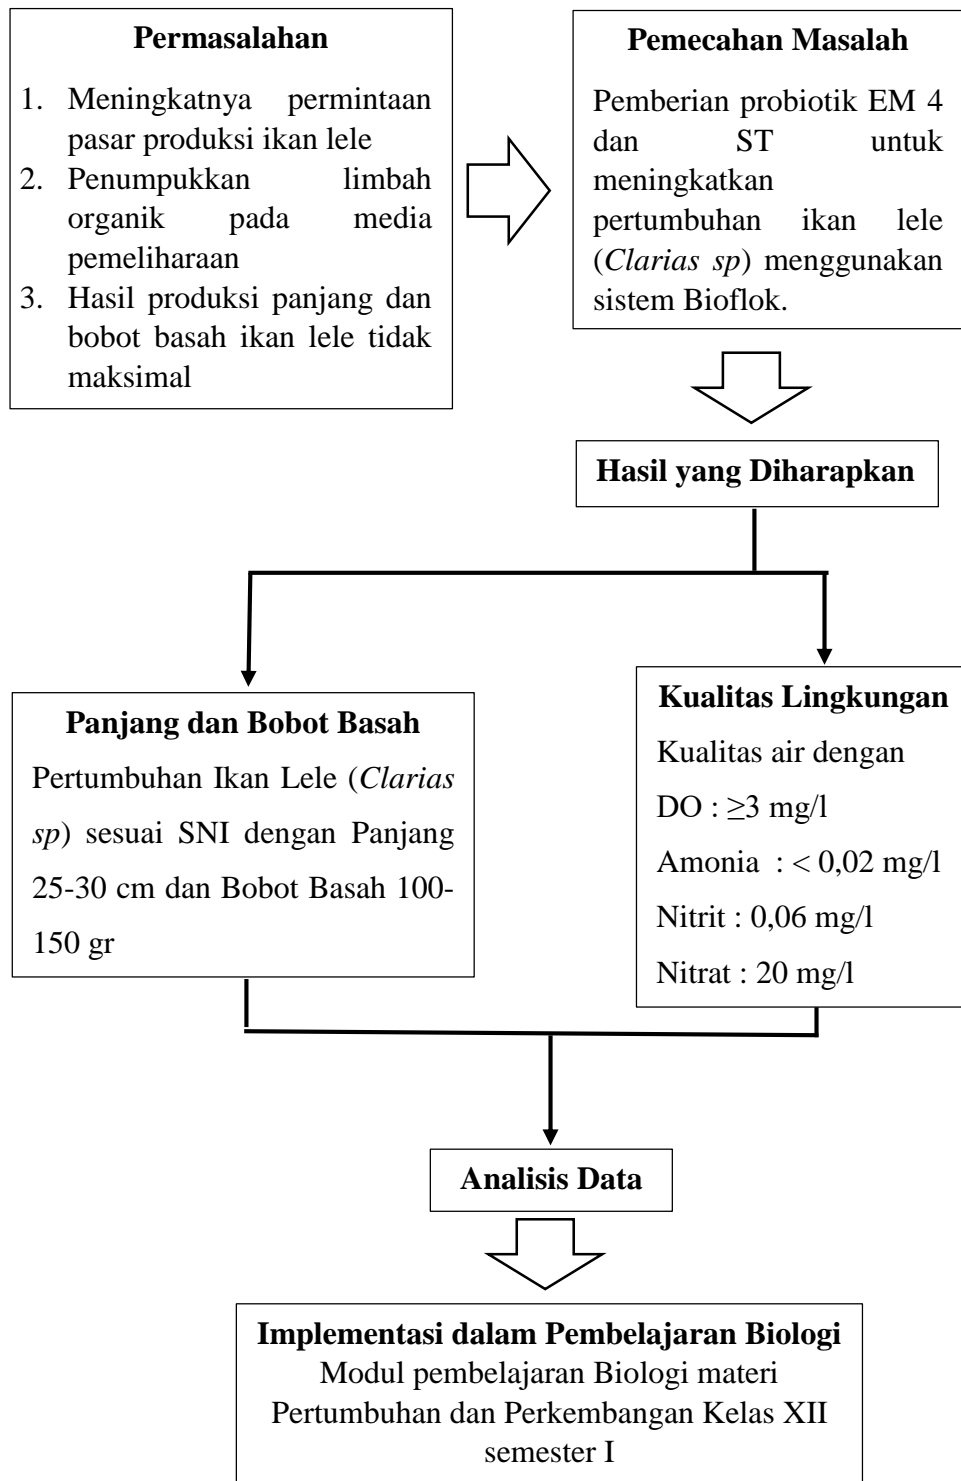 Permasalahan
1. Meningkatnya permintaan
pasar produksi ikan lele
2. Penumpukkan limbah
organik pada media
pemeliharaan
3. Hasil produksi panjang dan
bobot basah ikan lele tidak
maksimal
Pemecahan Masalah
Pemberian probiotik EM 4
dan ST untuk
meningkatkan
pertumbuhan ikan lele
(Clarias sp) menggunakan
sistem Bioflok.
Hasil yang Diharapkan
Panjang dan Bobot Basah
Pertumbuhan Ikan Lele (Clarias
sp) sesuai SNI dengan Panjang
25-30 cm dan Bobot Basah 100-
150 gr
Kualitas Lingkungan
Kualitas air dengan
DO : ≥3 mg/l
Amonia : < 0,02 mg/l
Nitrit : 0,06 mg/l
Nitrat : 20 mg/l
Analisis Data
Implementasi dalam Pembelajaran Biologi
Modul pembelajaran Biologi materi
Pertumbuhan dan Perkembangan Kelas XII
semester I